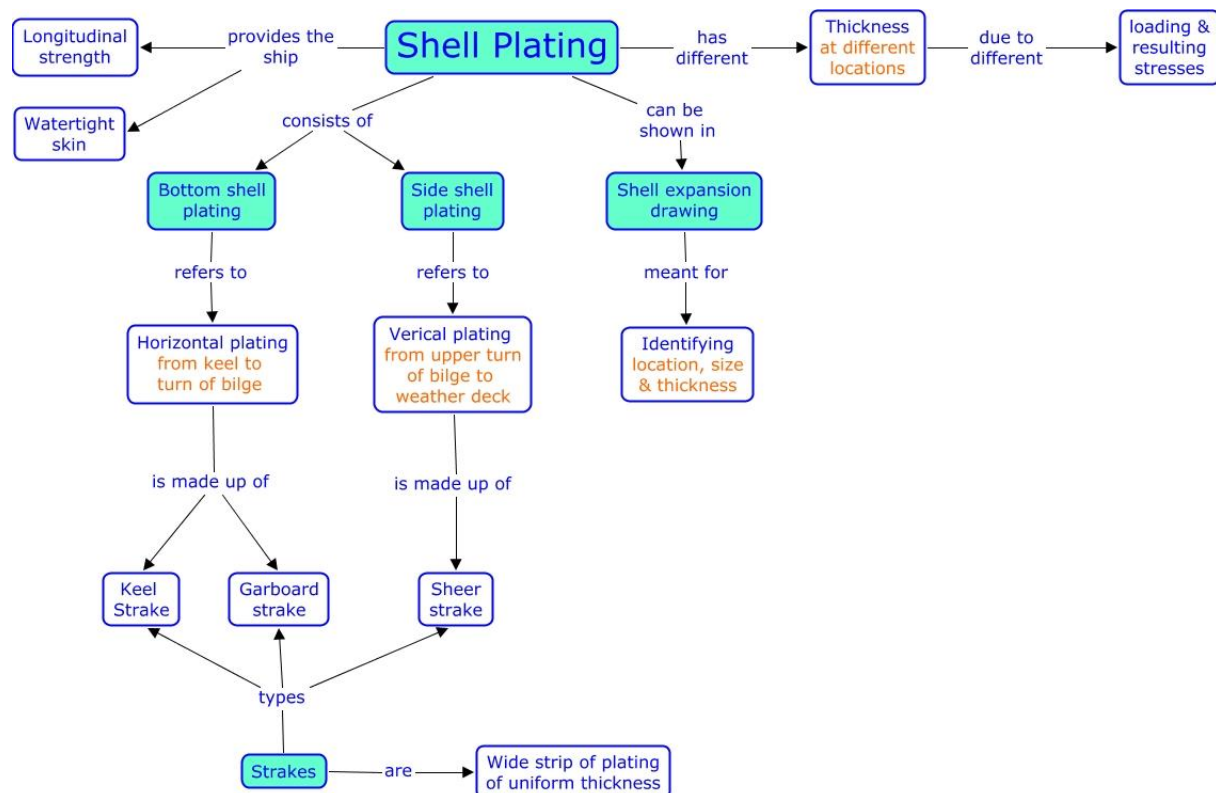 Longitudinal
strength
provides the
ship
Shell Plating
has
different
Thickness
at different
locations
due to
different
loading &
resulting
stresses
Watertight
skin
consists of
can be
shown in
Bottom shell
plating
Side shell
plating
Shell expansion
drawing
refers to
refers to
meant for
Horizontal plating
from keel to
turn of bilge
Verical plating
from upper turn
of bilge to
weather deck
Identifying
location, size
& thickness
is made up of
is made up of
Keel
Strake
Garboard
strake
Sheer
strake
types
Strakes
are
Wide strip of plating
of uniform thickness